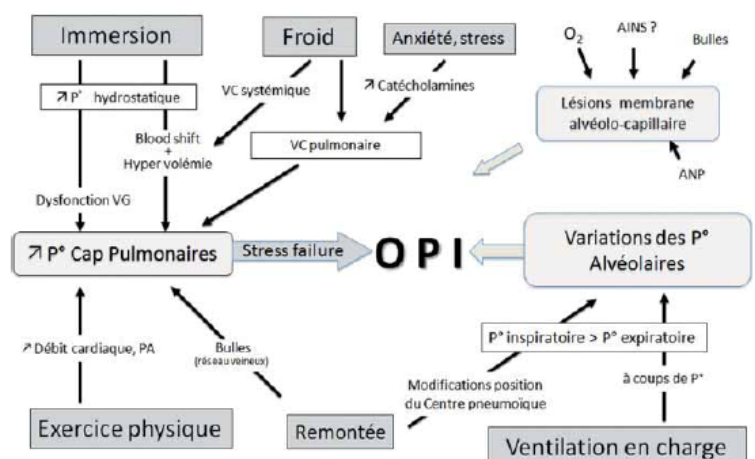 Immersion
Froid
Anxiété, stress
O₂
AINS ?
Bulles
↗ P° hydrostatique
VC systémique
↗ Catécholamines
Lésions membrane
alvéolo-capillaire
Blood shift
+
Hyper volémie
VC pulmonaire
ANP
Dysfonction VG
↗ P° Cap Pulmonaires
Stress failure
OPI
Variations des P°
Alvéolaires
↗ Débit cardiaque, PA
Bulles
(réseau veineux)
P° inspiratoire > P° expiratoire
Modifications position
du Centre pneumoïque
à coups de P°
Exercice physique
Remontée
Ventilation en charge